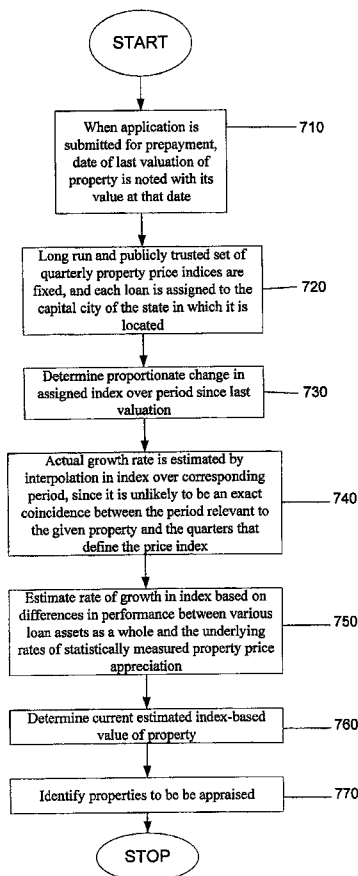 START
When application is
submitted for prepayment,
date of last valuation of
property is noted with its
value at that date
710
Long run and publicly trusted set of
quarterly property price indices are
fixed, and each loan is assigned to the
capital city of the state in which it is
located
720
Determine proportionate change in
assigned index over period since last
valuation
730
Actual growth rate is estimated by
interpolation in index over corresponding
period, since it is unlikely to be an exact
coincidence between the period relevant
to the given property and the quarters that
define the price index
740
Estimate rate of growth in index based on
differences in performance between various
loan assets as a whole and the underlying
rates of statistically measured property price
appreciation
750
Determine current estimated index-based
value of property
760
Identify properties to be be appraised
770
STOP